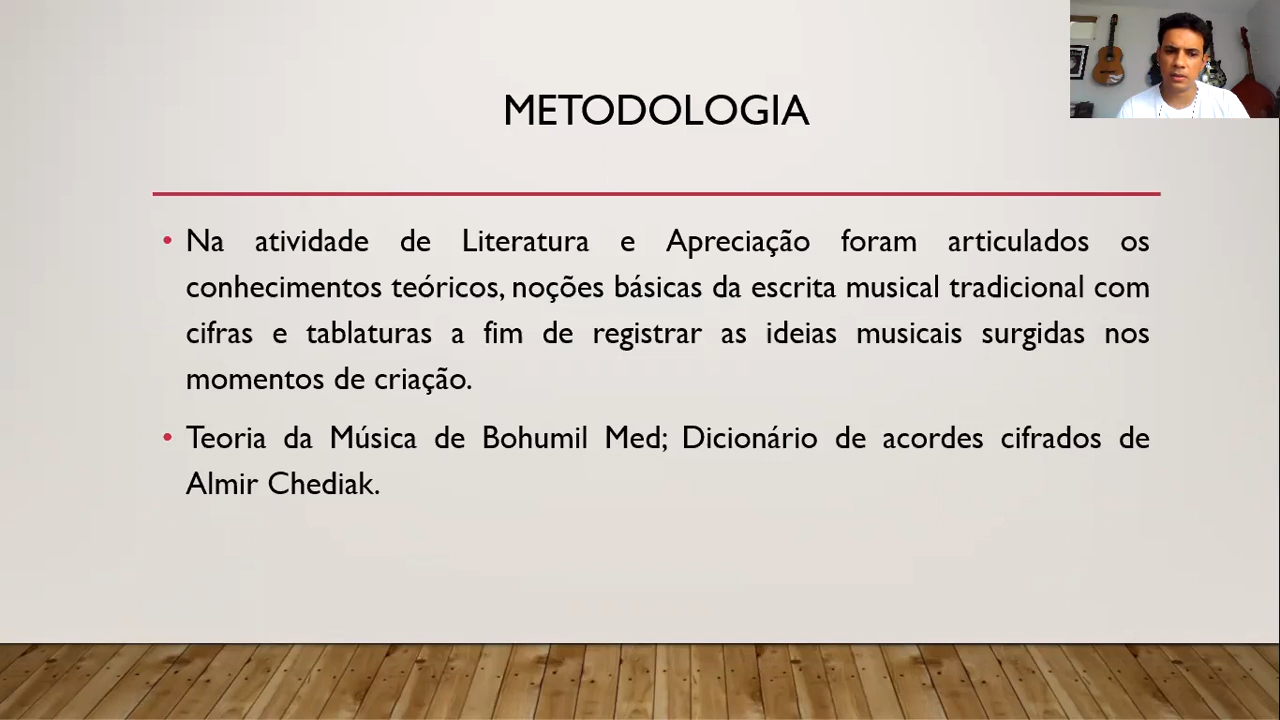 METODOLOGIA
• Na atividade de Literatura e Apreciação foram articulados os
conhecimentos teóricos, noções básicas da escrita musical tradicional com
cifras e tablaturas a fim de registrar as ideias musicais surgidas nos
momentos de criação.
• Teoria da Música de Bohumil Med; Dicionário de acordes cifrados de
Almir Chediak.